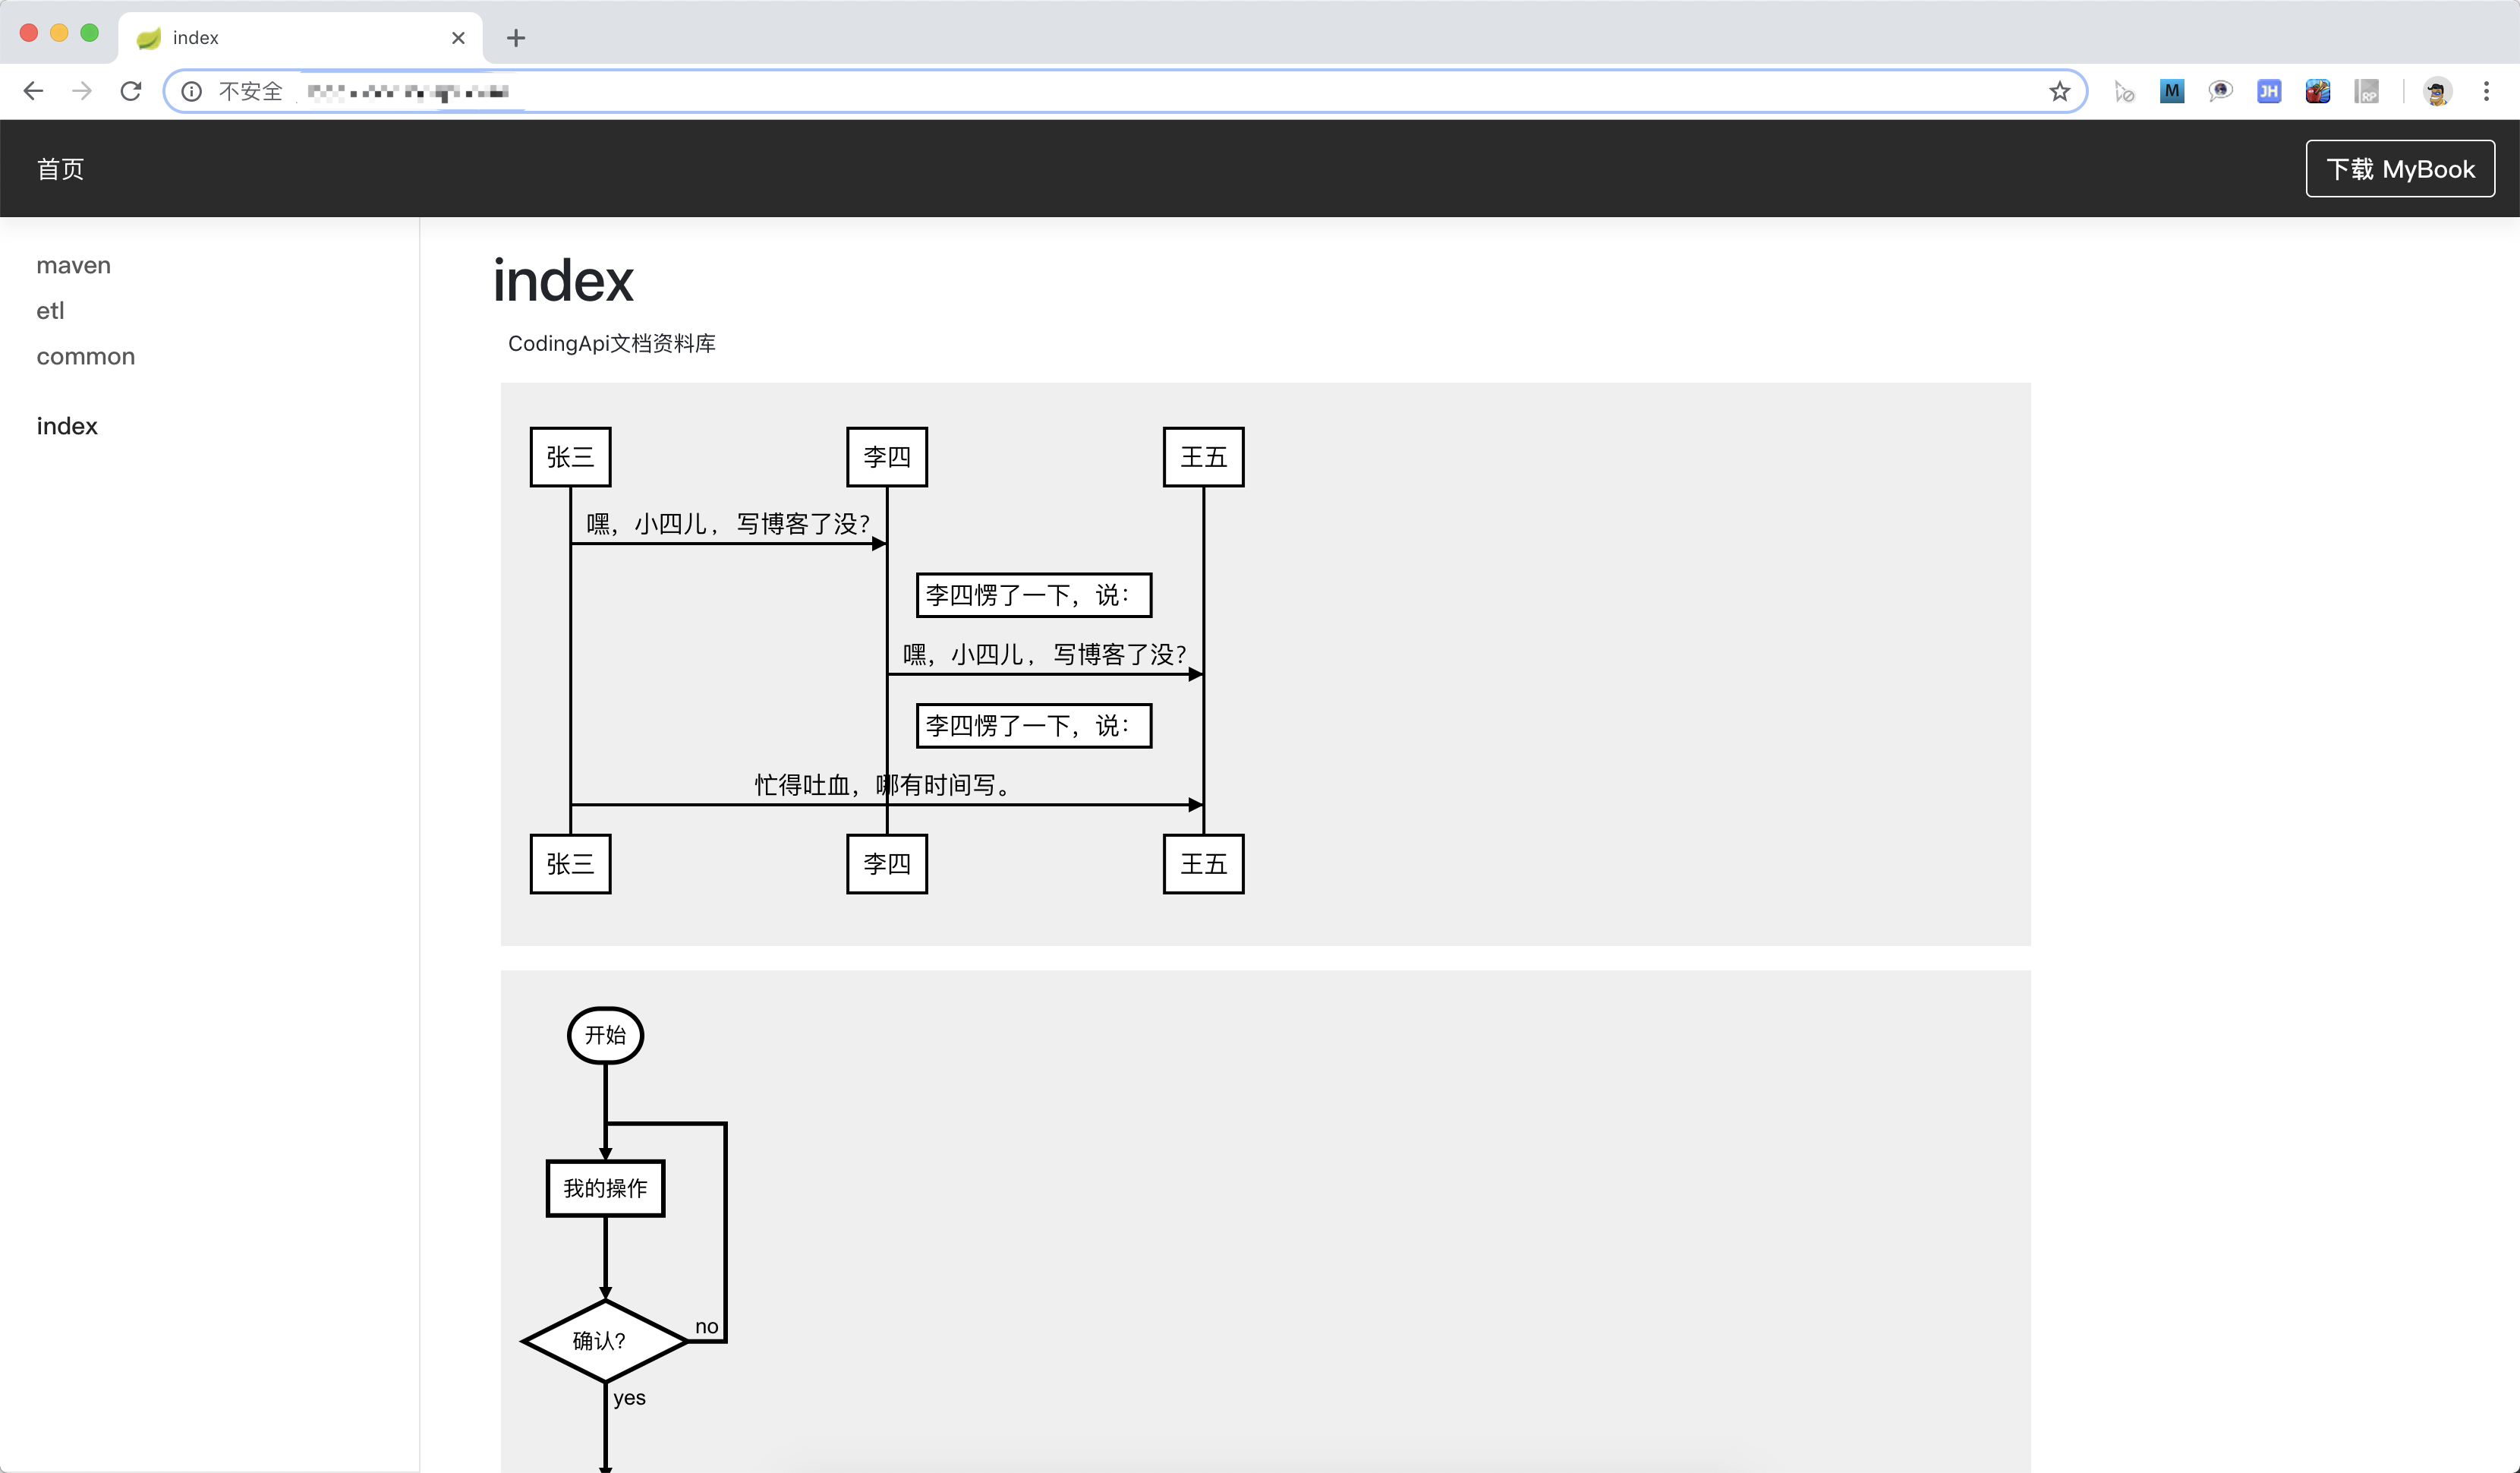 index
不安全
M
JH
RP
首页
下载 MyBook
maven
etl
common
index
index
CodingApi文档资料库
张三
李四
王五
嘿，小四儿，写博客了没？
李四愣了一下，说：
嘿，小四儿，写博客了没？
李四愣了一下，说：
忙得吐血，哪有时间写。
张三
李四
王五
开始
我的操作
确认?
no
yes